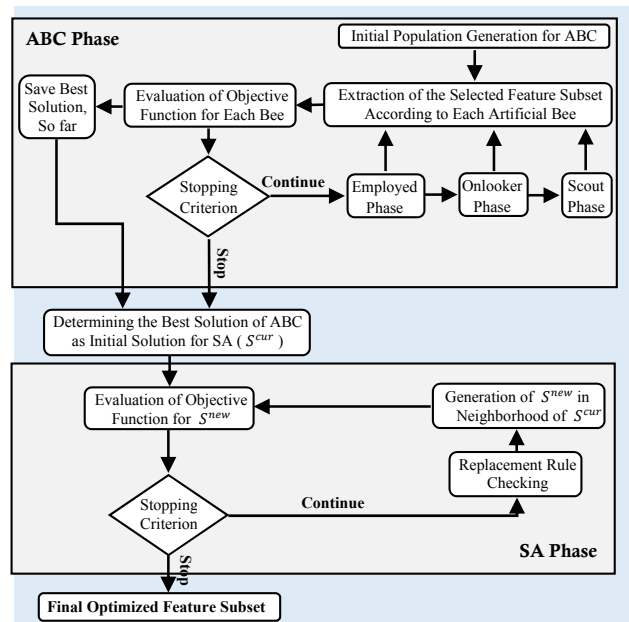 ABC Phase
Initial Population Generation for ABC
Save Best
Solution,
So far
Evaluation of Objective
Function for Each Bee
Extraction of the Selected Feature Subset
According to Each Artificial Bee
Stopping
Criterion
Continue
Employed
Phase
Onlooker
Phase
Scout
Phase
Stop
Determining the Best Solution of ABC
as Initial Solution for SA ( S^{cur} )
Evaluation of Objective
Function for S^{new}
Generation of S^{new} in
Neighborhood of S^{cur}
Replacement Rule
Checking
Stopping
Criterion
Continue
SA Phase
Stop
Final Optimized Feature Subset